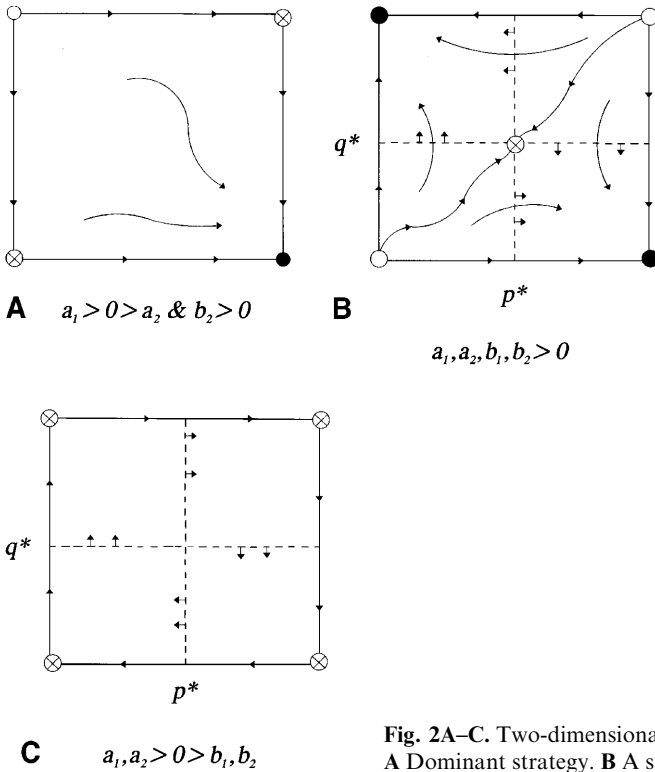 q*
p*
A a₁ > 0 > a₂ & b₂ > 0
B
a₁, a₂, b₁, b₂ > 0
q*
p*
C a₁, a₂ > 0 > b₁, b₂
Fig. 2A–C. Two-dimensiona
A Dominant strategy. B A s